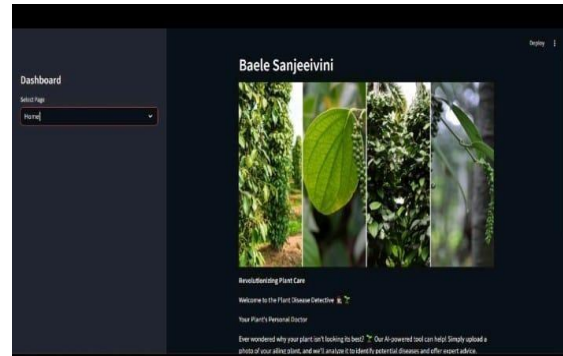 Deploy
Dashboard
Select Page
Home
Baele Sanjeeivini
Revolutionizing Plant Care
Welcome to the Plant Disease Detective
Your Plant's Personal Doctor
Ever wondered why your plant isn't looking its best? Our AI-powered tool can help! Simply upload a
photo of your ailing plant, and we'll analyze it to identify potential diseases and offer expert advice.